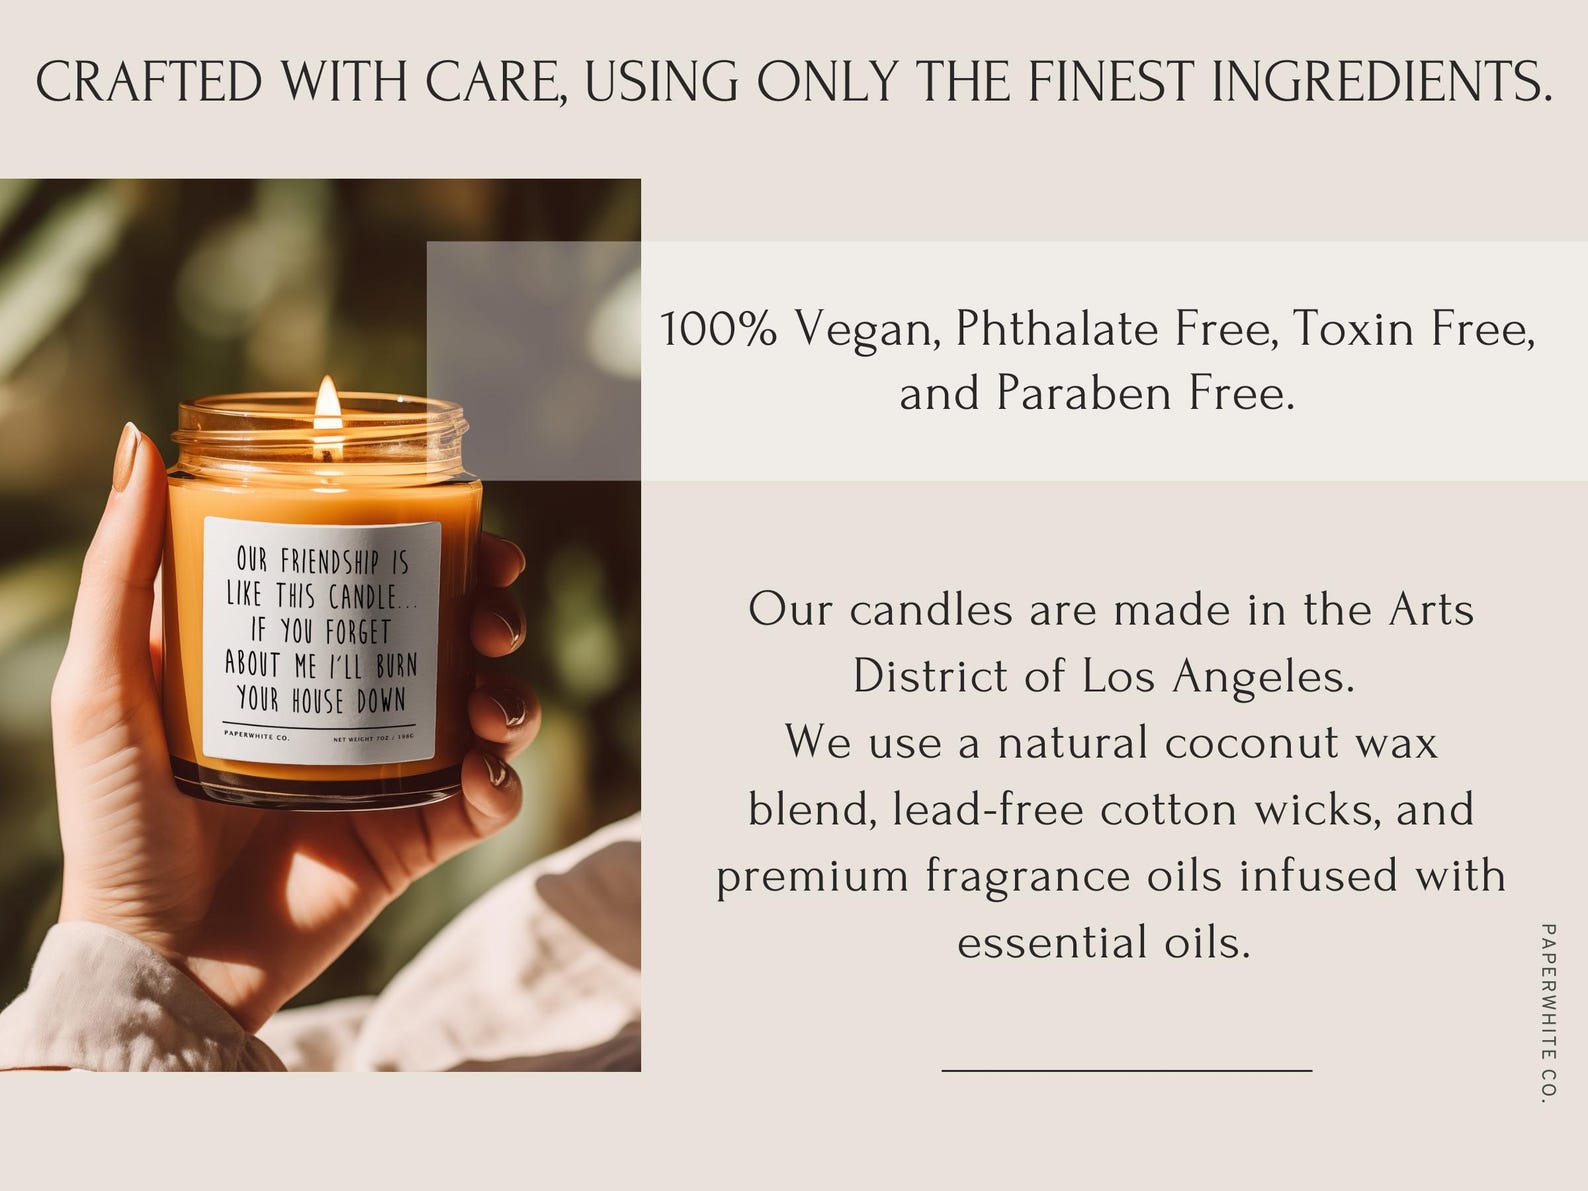 CRAFTED WITH CARE, USING ONLY THE FINEST INGREDIENTS.
100% Vegan, Phthalate Free, Toxin Free,
and Paraben Free.
OUR FRIENDSHIP IS
LIKE THIS CANDLE...
IF YOU FORGET
ABOUT ME I'LL BURN
YOUR HOUSE DOWN
PAPERWHITE CO. NET WEIGHT 7OZ / 198G
Our candles are made in the Arts
District of Los Angeles.
We use a natural coconut wax
blend, lead-free cotton wicks, and
premium fragrance oils infused with
essential oils.
PAPERWHITE CO.